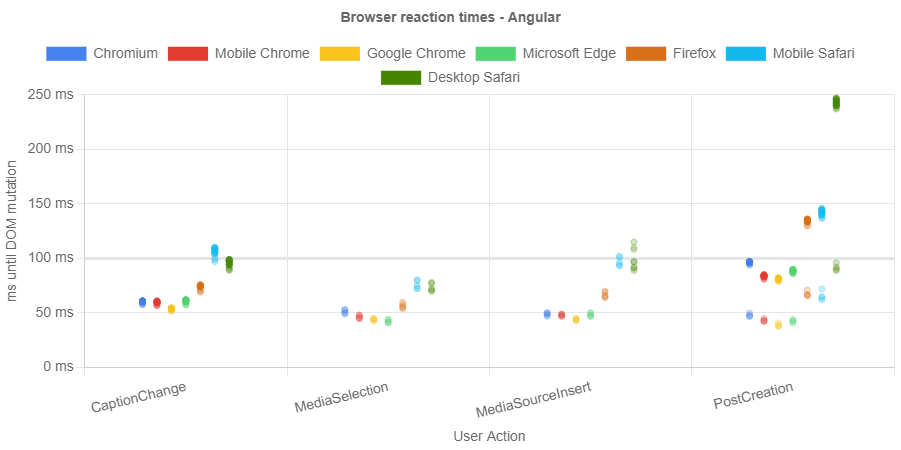 Browser reaction times - Angular
Chromium Mobile Chrome Google Chrome Microsoft Edge Firefox Mobile Safari
Desktop Safari
250 ms
200 ms
150 ms
100 ms
50 ms
0 ms
ms until DOM mutation
CaptionChange MediaSelection MediaSourceInsert PostCreation
User Action